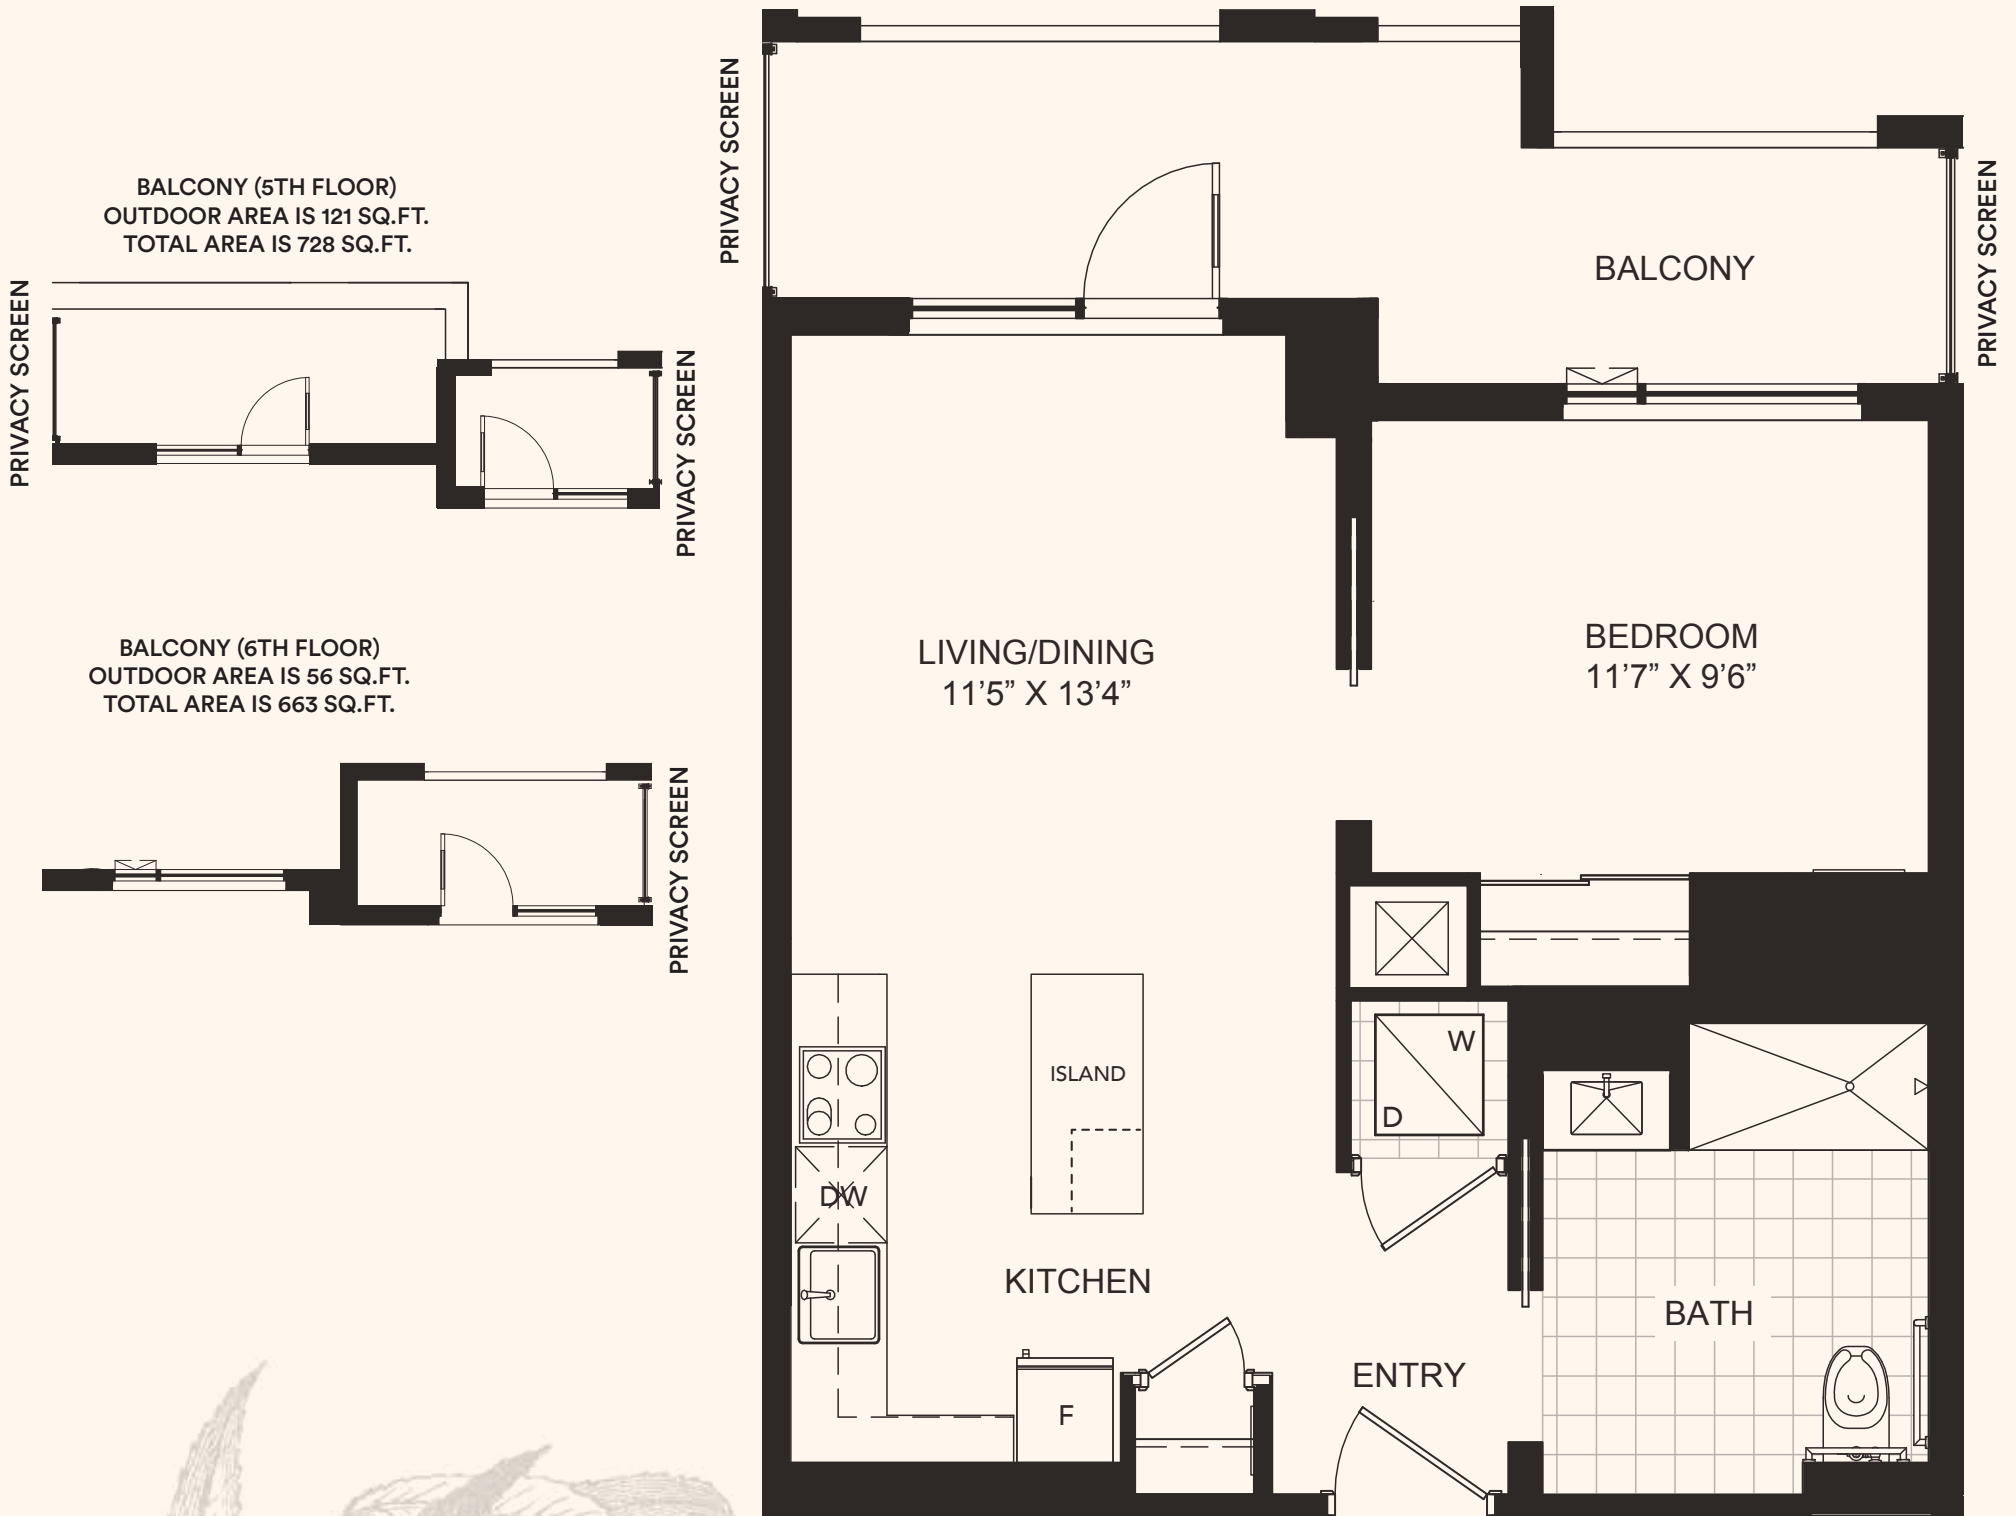 BALCONY (5TH FLOOR)
OUTDOOR AREA IS 121 SQ.FT.
TOTAL AREA IS 728 SQ.FT.
PRIVACY SCREEN
PRIVACY SCREEN
BALCONY (6TH FLOOR)
OUTDOOR AREA IS 56 SQ.FT.
TOTAL AREA IS 663 SQ.FT.
PRIVACY SCREEN
PRIVACY SCREEN
BALCONY
PRIVACY SCREEN
LIVING/DINING
11’5” X 13’4”
BEDROOM
11’7” X 9’6”
ISLAND
W
D
DW
KITCHEN
BATH
ENTRY
F